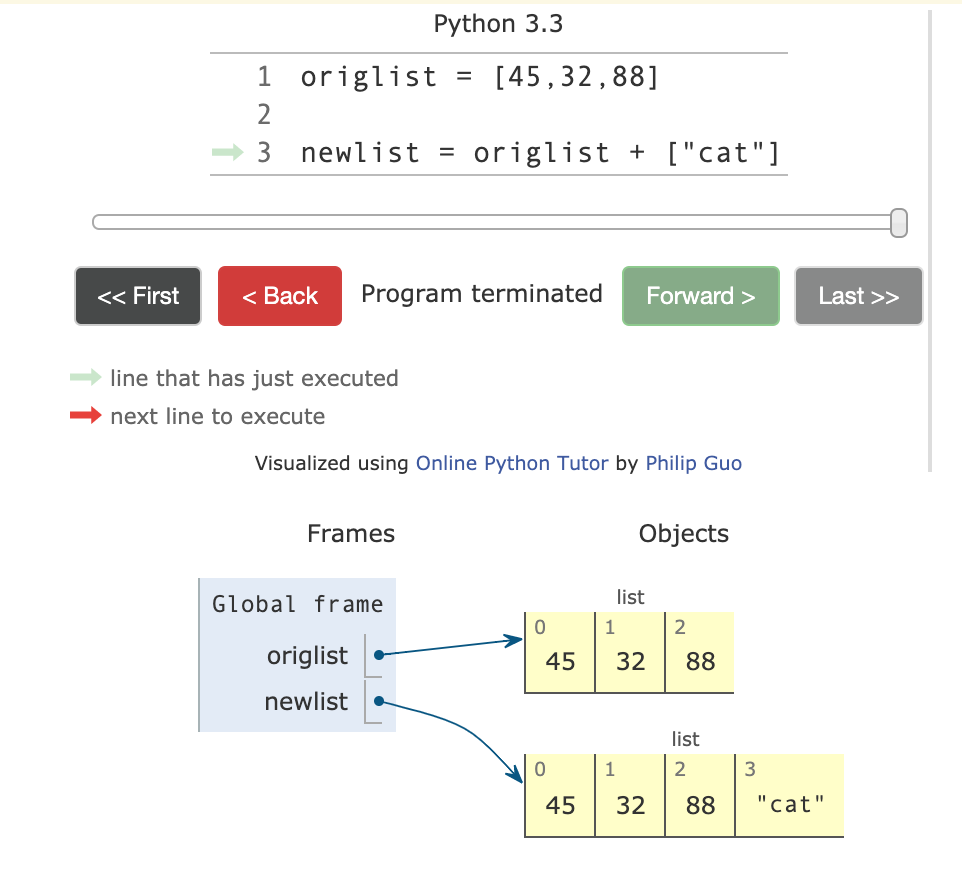 Python 3.3
1 origlist = [45,32,88]
2
3 newlist = origlist + ["cat"]
<< First < Back Program terminated Forward > Last >>
line that has just executed
next line to execute
Visualized using Online Python Tutor by Philip Guo
Frames Objects
Global frame
origlist
newlist
list
0 1 2
45 32 88
list
0 1 2 3
45 32 88 "cat"